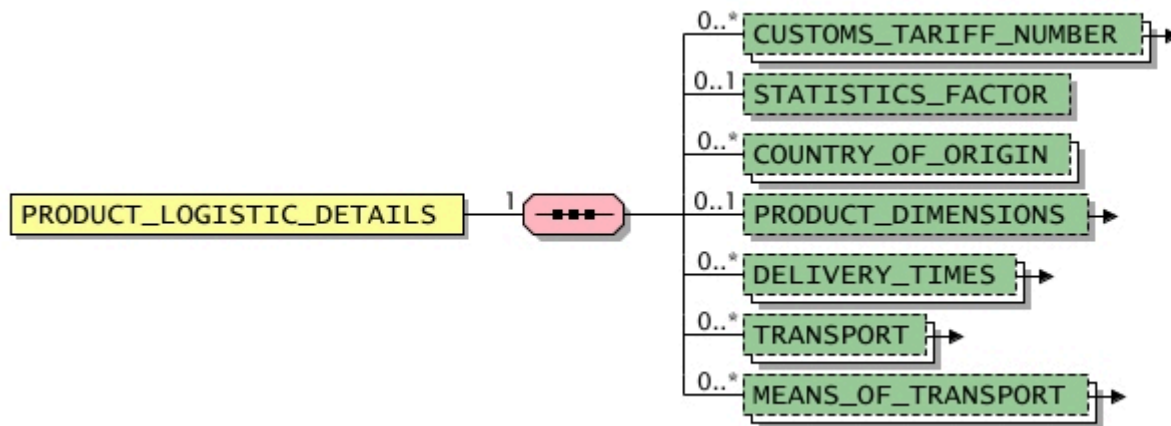 0..* CUSTOMS_TARIFF_NUMBER
0..1 STATISTICS_FACTOR
0..* COUNTRY_OF_ORIGIN
PRODUCT_LOGISTIC_DETAILS 1 0..1 PRODUCT_DIMENSIONS
0..* DELIVERY_TIMES
0..* TRANSPORT
0..* MEANS_OF_TRANSPORT